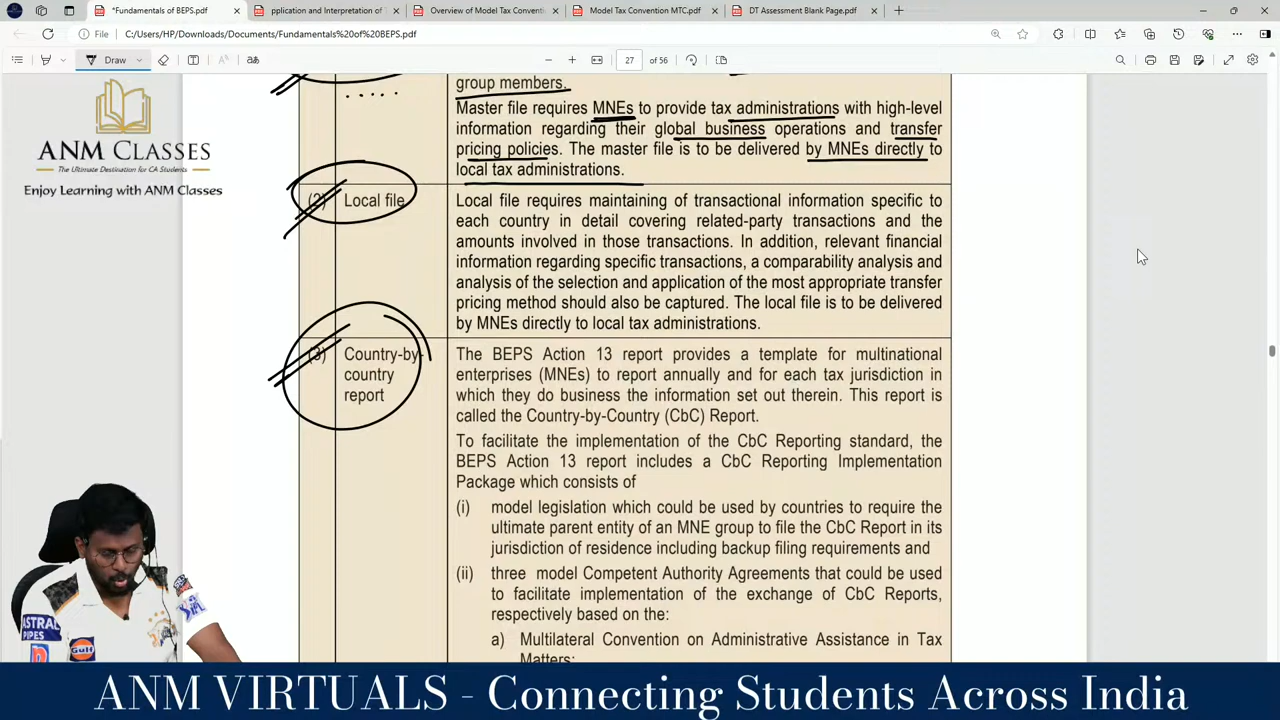 *Fundamentals of BEPS.pdf
pplication and Interpretation of
Overview of Model Tax Conventi
Model Tax Convention MTC.pdf
DT Assessment Blank Page.pdf
File
C:/Users/HP/Downloads/Documents/Fundamentals%20of%20BEPS.pdf
Draw
27 of 56
ANM CLASSES
The Ultimate Destination for CA Students
Enjoy Learning with ANM Classes
group members.
Master file requires MNEs to provide tax administrations with high-level
information regarding their global business operations and transfer
pricing policies. The master file is to be delivered by MNEs directly to
local tax administrations.
(2) Local file
Local file requires maintaining of transactional information specific to
each country in detail covering related-party transactions and the
amounts involved in those transactions. In addition, relevant financial
information regarding specific transactions, a comparability analysis and
analysis of the selection and application of the most appropriate transfer
pricing method should also be captured. The local file is to be delivered
by MNEs directly to local tax administrations.
(3) Country-by-
country
report
The BEPS Action 13 report provides a template for multinational
enterprises (MNEs) to report annually and for each tax jurisdiction in
which they do business the information set out therein. This report is
called the Country-by-Country (CbC) Report.
To facilitate the implementation of the CbC Reporting standard, the
BEPS Action 13 report includes a CbC Reporting Implementation
Package which consists of
(i) model legislation which could be used by countries to require the
ultimate parent entity of an MNE group to file the CbC Report in its
jurisdiction of residence including backup filing requirements and
(ii) three model Competent Authority Agreements that could be used
to facilitate implementation of the exchange of CbC Reports,
respectively based on the:
a) Multilateral Convention on Administrative Assistance in Tax
Matters;
ASTRAL
PIPES
Gulf
IPL
ANM VIRTUALS - Connecting Students Across India